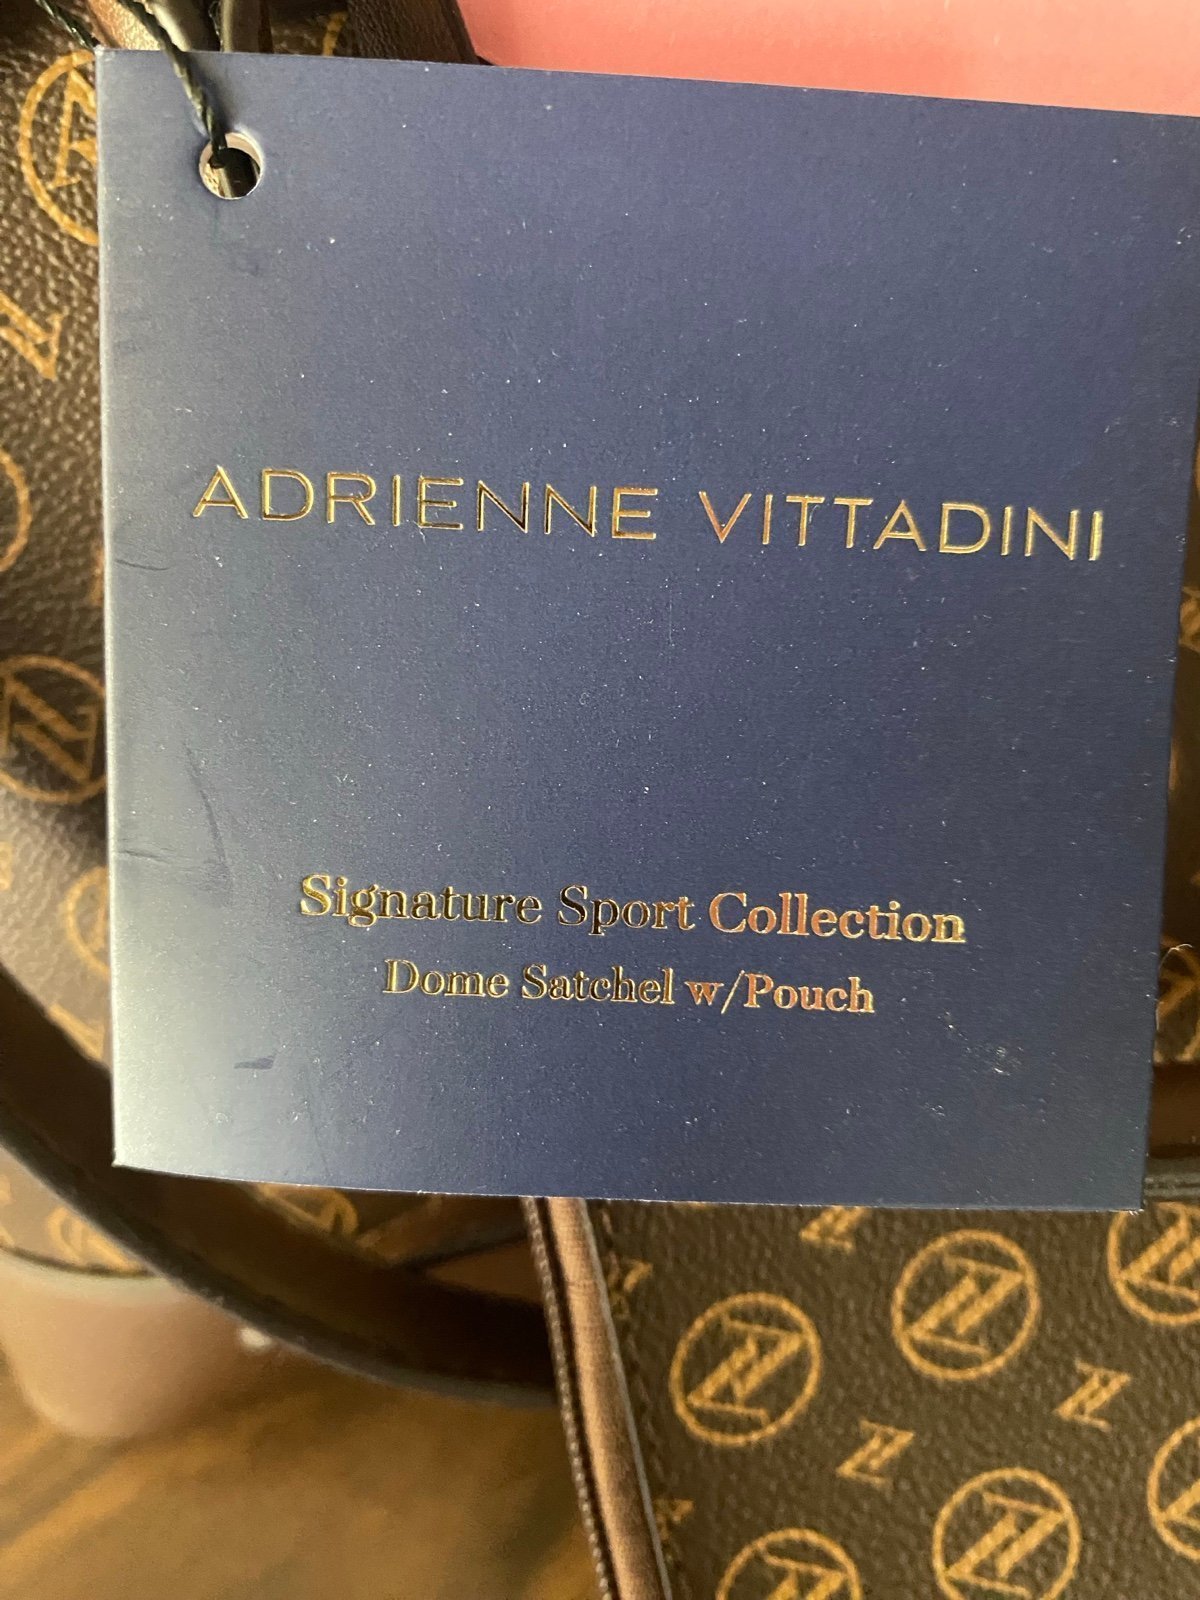 ADRIENNE VITTADINI
Signature Sport Collection
Dome Satchel w/Pouch